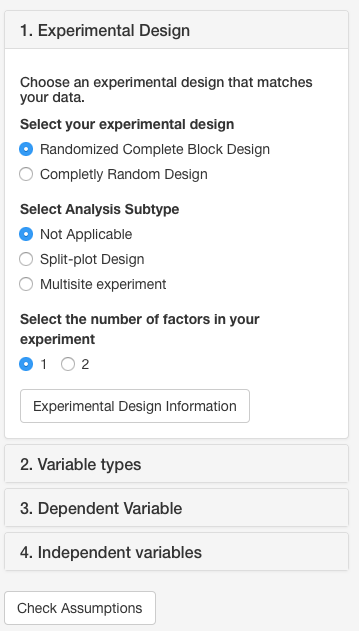 1. Experimental Design
Choose an experimental design that matches
your data.
Select your experimental design
Randomized Complete Block Design
Completly Random Design
Select Analysis Subtype
Not Applicable
Split-plot Design
Multisite experiment
Select the number of factors in your
experiment
1 2
Experimental Design Information
2. Variable types
3. Dependent Variable
4. Independent variables
Check Assumptions